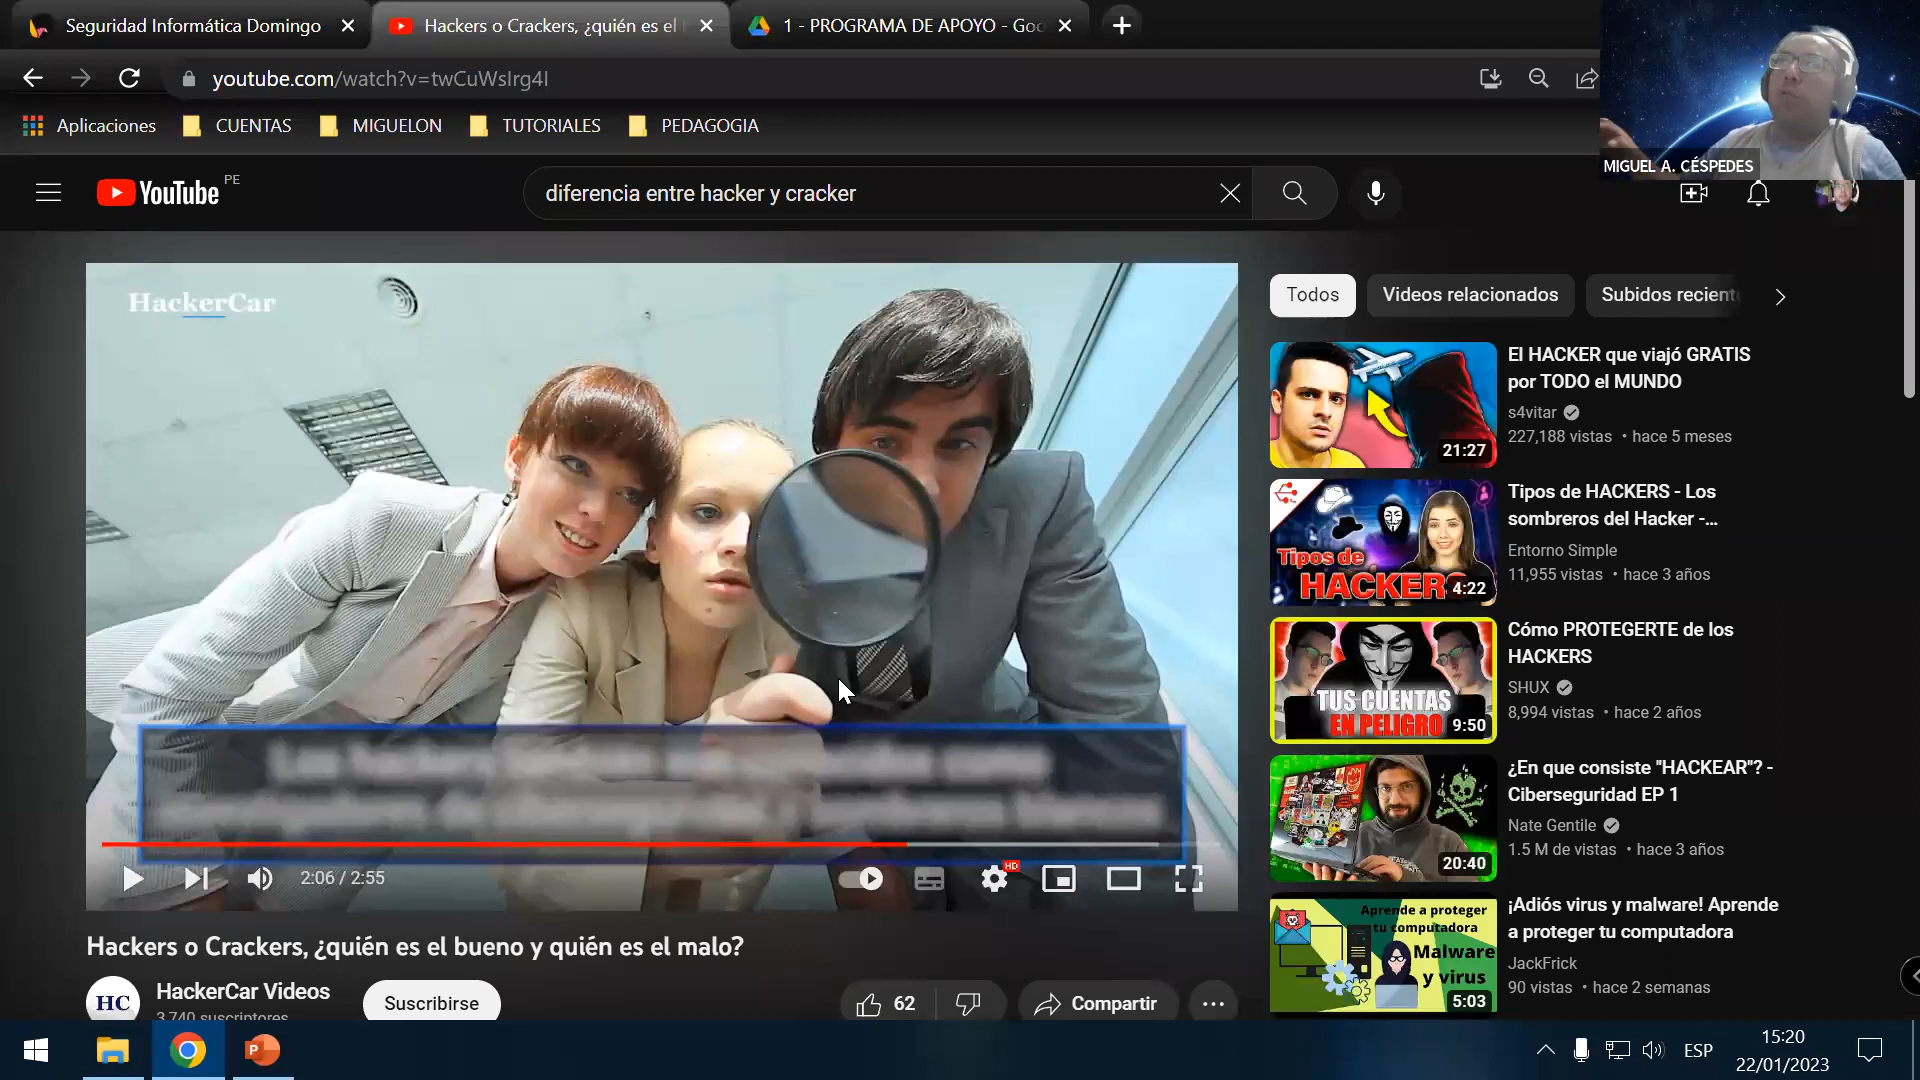 Seguridad Informática Domingo
Hackers o Crackers, ¿quién es el
1 - PROGRAMA DE APOYO - Goo
youtube.com/watch?v=twCuWsIrg4I
Aplicaciones
CUENTAS
MIGUELON
TUTORIALES
PEDAGOGIA
MIGUEL A. CÉSPEDES
YouTube PE
diferencia entre hacker y cracker
HackerCar
2:06 / 2:55
HD
Hackers o Crackers, ¿quién es el bueno y quién es el malo?
HC
HackerCar Videos
3,740 suscriptores
Suscribirse
62
Compartir
Todos
Videos relacionados
Subidos recient
El HACKER que viajó GRATIS
por TODO el MUNDO
s4vitar
227,188 vistas • hace 5 meses
21:27
Tipos de HACKERS - Los
sombreros del Hacker -...
Entorno Simple
11,955 vistas • hace 3 años
Tipos de
HACKER
4:22
Cómo PROTEGERTE de los
HACKERS
SHUX
8,994 vistas • hace 2 años
TUS CUENTAS
EN PELIGRO
9:50
¿En que consiste "HACKEAR"? -
Ciberseguridad EP 1
Nate Gentile
1.5 M de vistas • hace 3 años
20:40
¡Adiós virus y malware! Aprende
a proteger tu computadora
JackFrick
90 vistas • hace 2 semanas
Aprende a proteger
tu computadora
Malware
y virus
5:03
ESP
15:20
22/01/2023